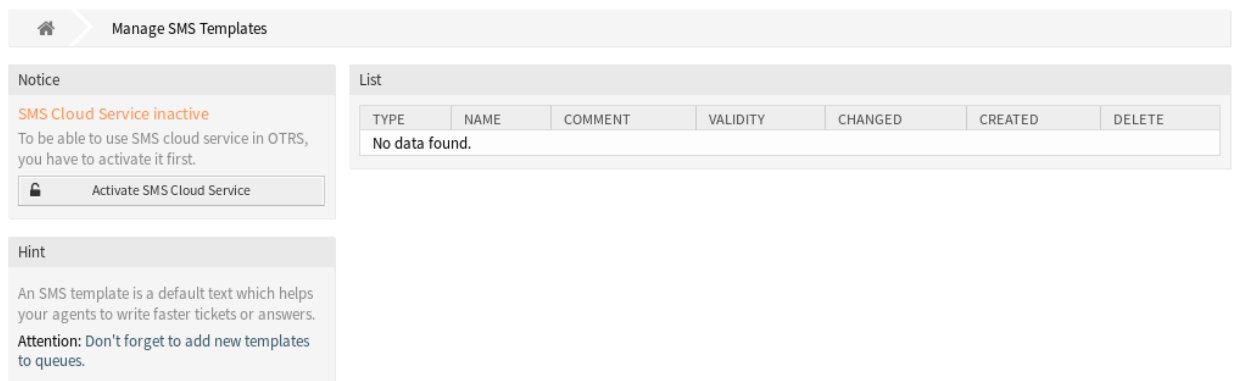 Manage SMS Templates
Notice
SMS Cloud Service inactive
To be able to use SMS cloud service in OTRS,
you have to activate it first.
Activate SMS Cloud Service
Hint
An SMS template is a default text which helps
your agents to write faster tickets or answers.
Attention: Don't forget to add new templates
to queues.
List
TYPE NAME COMMENT VALIDITY CHANGED CREATED DELETE
No data found.